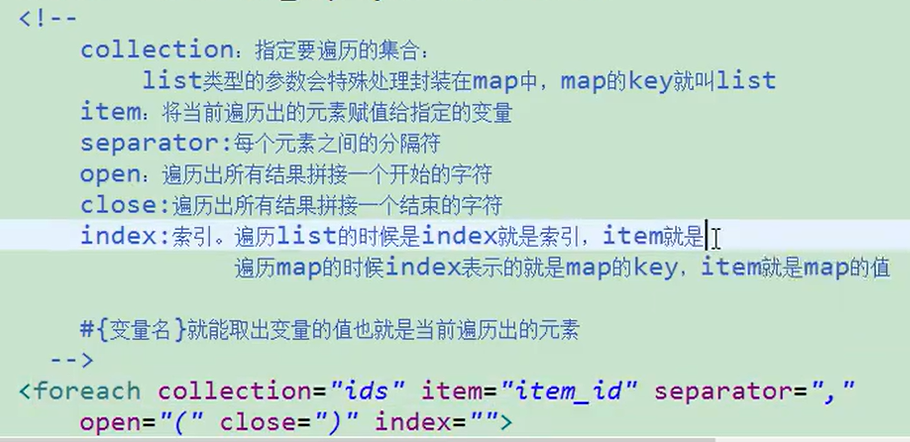 <!--
collection：指定要遍历的集合：
list类型的参数会特殊处理封装在map中，map的key就叫list
item：将当前遍历出的元素赋值给指定的变量
separator:每个元素之间的分隔符
open：遍历出所有结果拼接一个开始的字符
close:遍历出所有结果拼接一个结束的字符
index:索引。遍历list的时候是index就是索引，item就是
遍历map的时候index表示的就是map的key，item就是map的值
#{变量名}就能取出变量的值也就是当前遍历出的元素
-->
<foreach collection="ids" item="item_id" separator=","
open="(" close=")" index="">